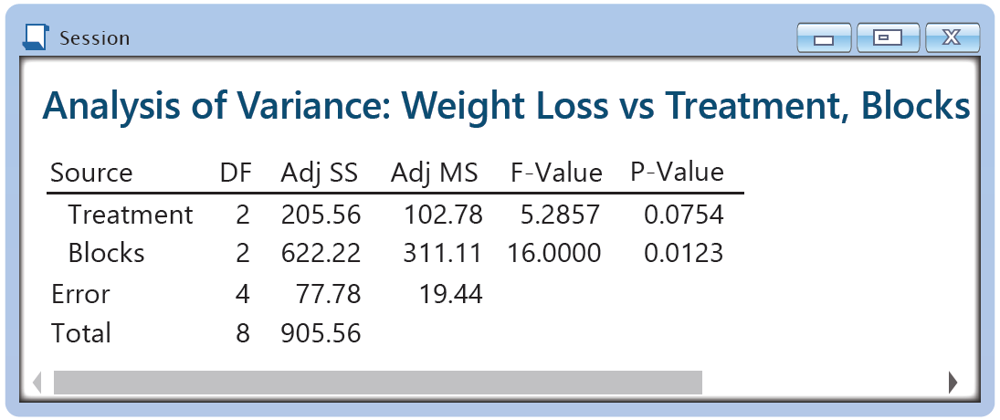 Session
Analysis of Variance: Weight Loss vs Treatment, Blocks
Source DF Adj SS Adj MS F-Value P-Value
Treatment 2 205.56 102.78 5.2857 0.0754
Blocks 2 622.22 311.11 16.0000 0.0123
Error 4 77.78 19.44
Total 8 905.56